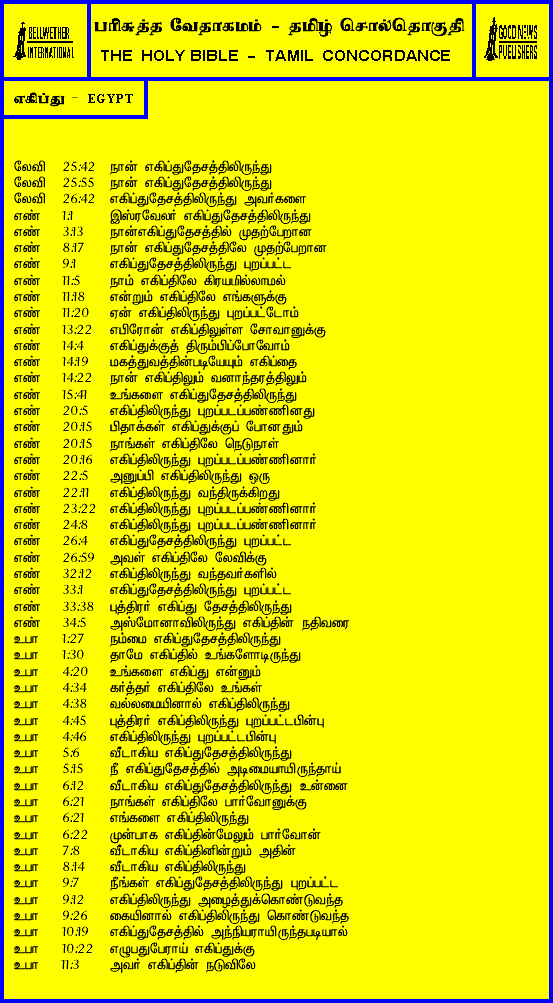 BELLWETHER
INTERNATIONAL
பரிசுத்த வேதாகமம் - தமிழ் சொல்தொகுதி
THE HOLY BIBLE - TAMIL CONCORDANCE
GOOD NEWS
PUBLISHERS
எகிப்து - EGYPT
லேவி 25:42 நான் எகிப்துதேசத்திலிருந்து
லேவி 25:55 நான் எகிப்துதேசத்திலிருந்து
லேவி 26:42 எகிப்துதேசத்திலிருந்து அவர்களை
எண் 1:1 இஸ்ரவேலர் எகிப்துதேசத்திலிருந்து
எண் 3:13 நான்எகிப்துதேசத்தில் முதற்பேறான
எண் 8:17 நான் எகிப்துதேசத்திலே முதற்பேறான
எண் 9:1 எகிப்துதேசத்திலிருந்து புறப்பட்ட
எண் 11:5 நாம் எகிப்திலே கிரயமில்லாமல்
எண் 11:18 என்றும் எகிப்திலே எங்களுக்கு
எண் 11:20 ஏன் எகிப்திலிருந்து புறப்பட்டோம்
எண் 13:22 எபிரோன் எகிப்திலுள்ள சோவானுக்கு
எண் 14:4 எகிப்துக்குத் திரும்பிப்போவோம்
எண் 14:19 மகத்துவத்தின்படியேயும் எகிப்தை
எண் 14:22 நான் எகிப்திலும் வனாந்தரத்திலும்
எண் 15:41 உங்களை எகிப்துதேசத்திலிருந்து
எண் 20:5 எகிப்திலிருந்து புறப்படப்பண்ணினது
எண் 20:15 பிதாக்கள் எகிப்துக்குப் போனதும்
எண் 20:15 நாங்கள் எகிப்திலே நெடுநாள்
எண் 20:16 எகிப்திலிருந்து புறப்படப்பண்ணினார்
எண் 22:5 அனுப்பி எகிப்திலிருந்து ஒரு
எண் 22:11 எகிப்திலிருந்து வந்திருக்கிறது
எண் 23:22 எகிப்திலிருந்து புறப்படப்பண்ணினார்
எண் 24:8 எகிப்திலிருந்து புறப்படப்பண்ணினார்
எண் 26:4 எகிப்துதேசத்திலிருந்து புறப்பட்ட
எண் 26:59 அவள் எகிப்திலே லேவிக்கு
எண் 32:12 எகிப்திலிருந்து வந்தவர்களில்
எண் 33:1 எகிப்துதேசத்திலிருந்து புறப்பட்ட
எண் 33:38 புத்திரர் எகிப்து தேசத்திலிருந்து
எண் 34:5 அஸ்மோனாவிலிருந்து எகிப்தின் நதிவரை
உபா 1:27 நம்மை எகிப்துதேசத்திலிருந்து
உபா 1:30 தாமே எகிப்தில் உங்களோடிருந்து
உபா 4:20 உங்களை எகிப்து என்னும்
உபா 4:34 கர்த்தர் எகிப்திலே உங்கள்
உபா 4:38 வல்லமையினால் எகிப்திலிருந்து
உபா 4:45 புத்திரர் எகிப்திலிருந்து புறப்பட்டபின்பு
உபா 4:46 எகிப்திலிருந்து புறப்பட்டபின்பு
உபா 5:6 வீடாகிய எகிப்துதேசத்திலிருந்து
உபா 5:15 நீ எகிப்துதேசத்தில் அடிமையாயிருந்தாய்
உபா 6:12 வீடாகிய எகிப்துதேசத்திலிருந்து உன்னை
உபா 6:21 நாங்கள் எகிப்திலே பார்வோனுக்கு
உபா 6:21 எங்களை எகிப்திலிருந்து
உபா 6:22 முன்பாக எகிப்தின்மேலும் பார்வோன்
உபா 7:8 வீடாகிய எகிப்தினின்றும் அதின்
உபா 8:14 வீடாகிய எகிப்திலிருந்து
உபா 9:7 நீங்கள் எகிப்துதேசத்திலிருந்து புறப்பட்ட
உபா 9:12 எகிப்திலிருந்து அழைத்துக்கொண்டுவந்த
உபா 9:26 கையினால் எகிப்திலிருந்து கொண்டுவந்த
உபா 10:19 எகிப்துதேசத்தில் அந்நியராயிருந்தபடியால்
உபா 10:22 எழுபதுபேராய் எகிப்துக்கு
உபா 11:3 அவர் எகிப்தின் நடுவிலே